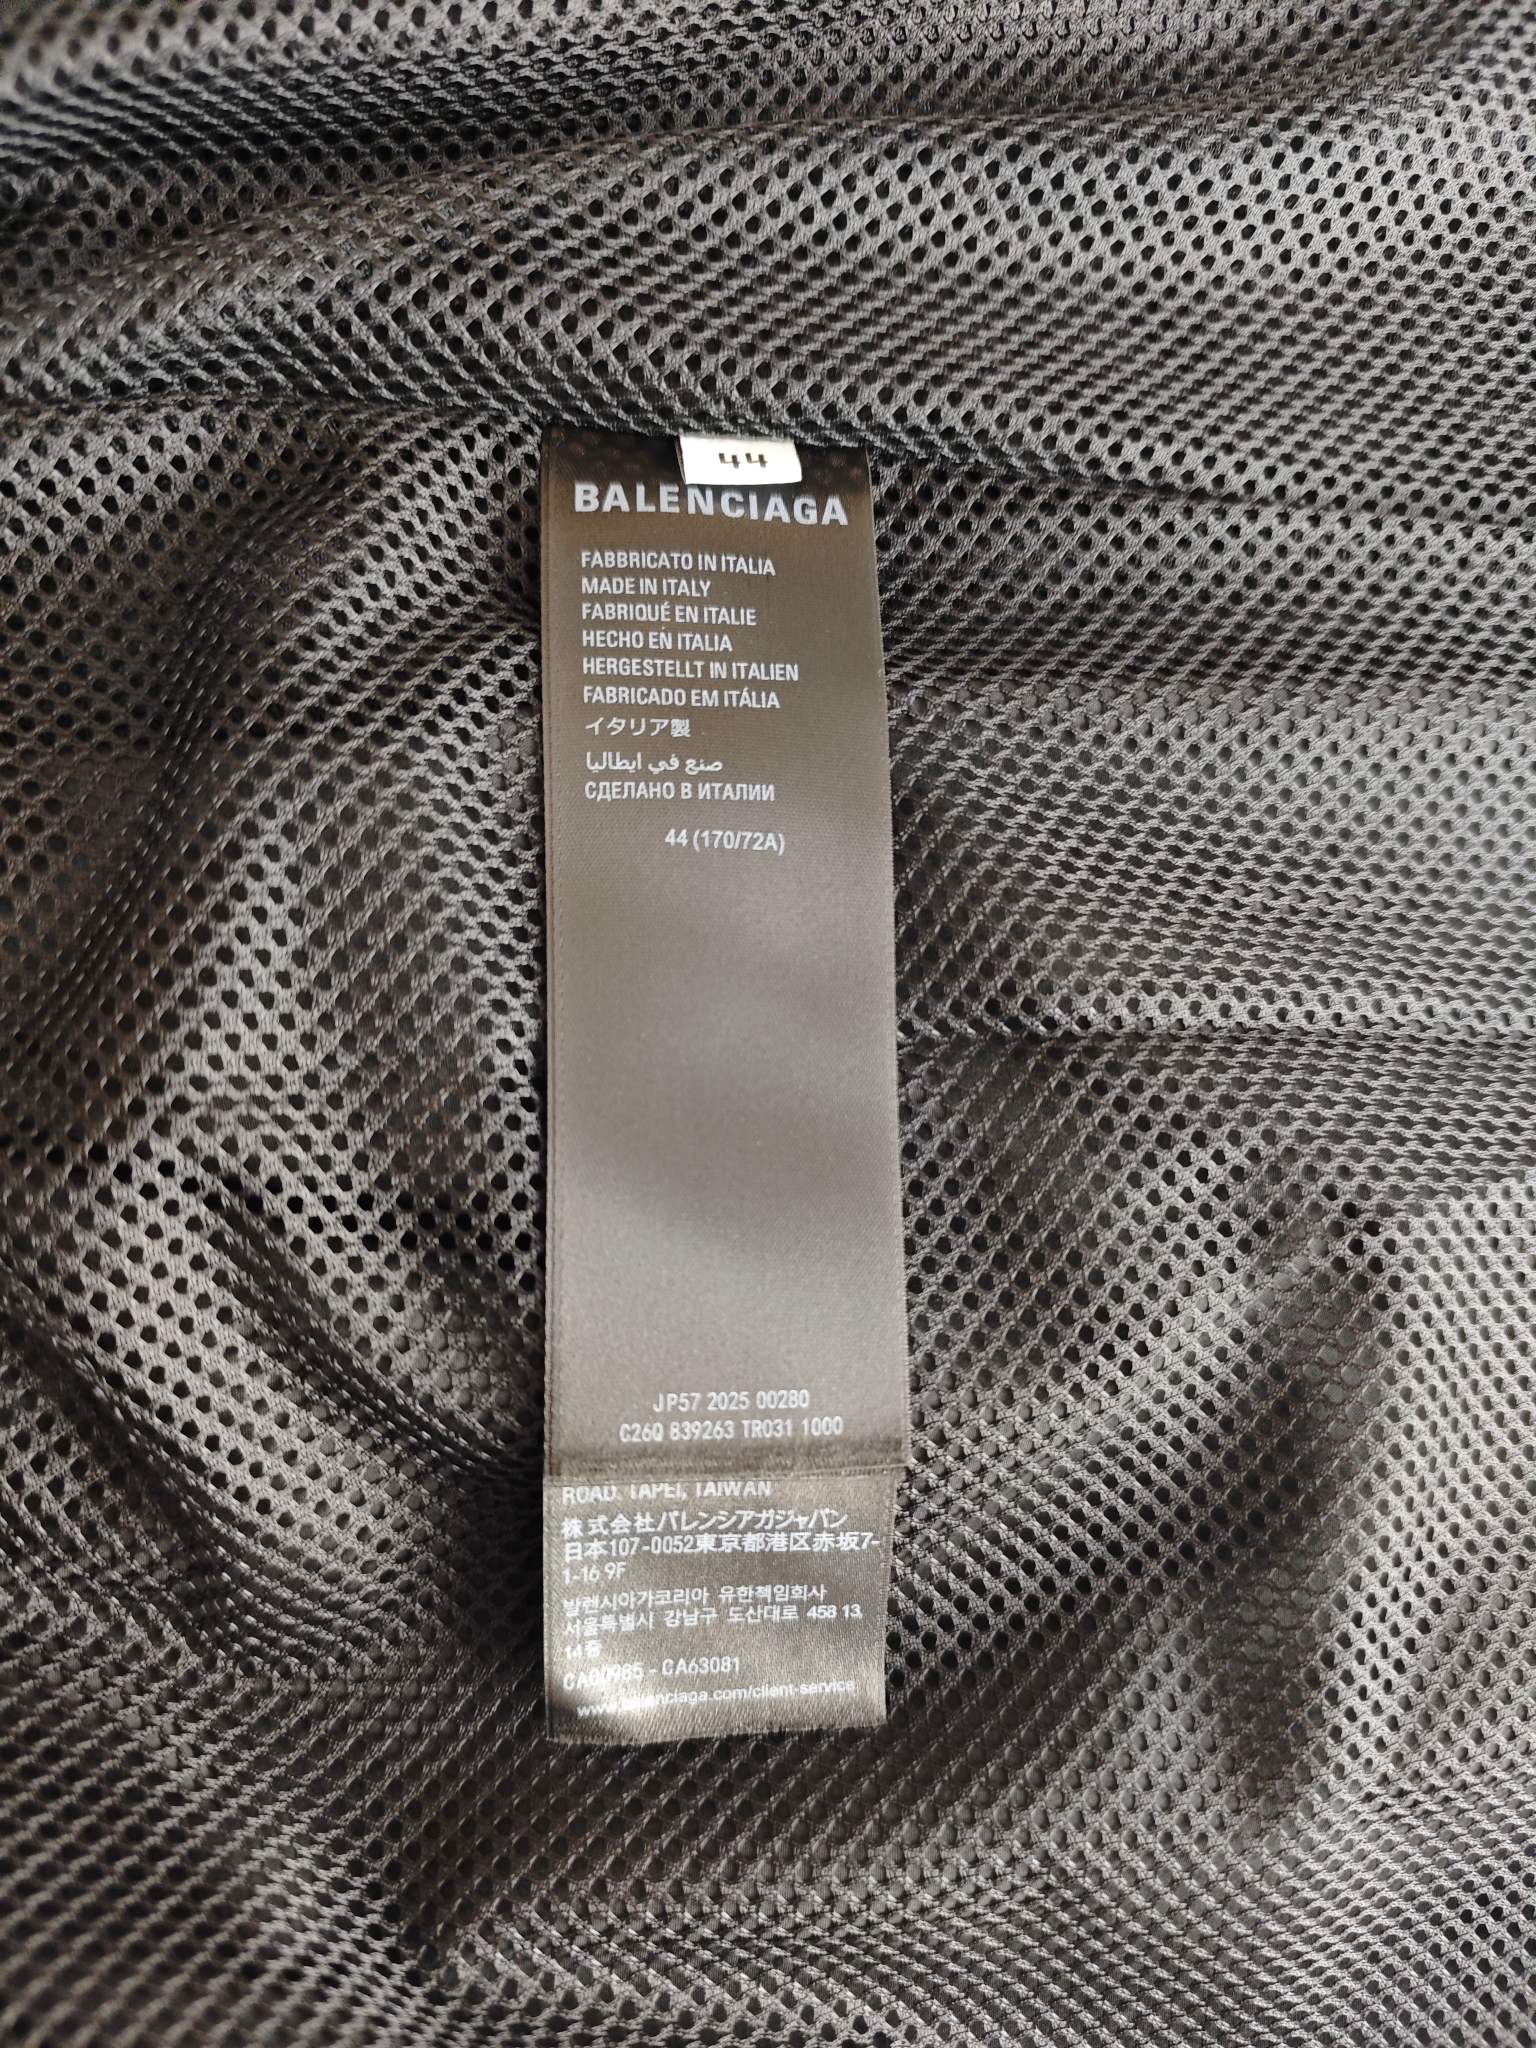 44
BALENCIAGA
FABBRICATO IN ITALIA
MADE IN ITALY
FABRIQUÉ EN ITALIE
HECHO EN ITALIA
HERGESTELLT IN ITALIEN
FABRICADO EM ITÁLIA
イタリア製
صنع في ايطاليا
СДЕЛАНО В ИТАЛИИ
44 (170/72A)
JP57 2025 00280
C26Q 839263 TR031 1000
ROAD. TAPEI, TAIWAN
株式会社バレンシアガジャパン
日本107-0052東京都港区赤坂7-
1-16 9F
발렌시아가코리아 유한책임회사
서울특별시 강남구 도산대로 458 13,
14층
CA00985 - CA63081
www.balenciaga.com/client-service